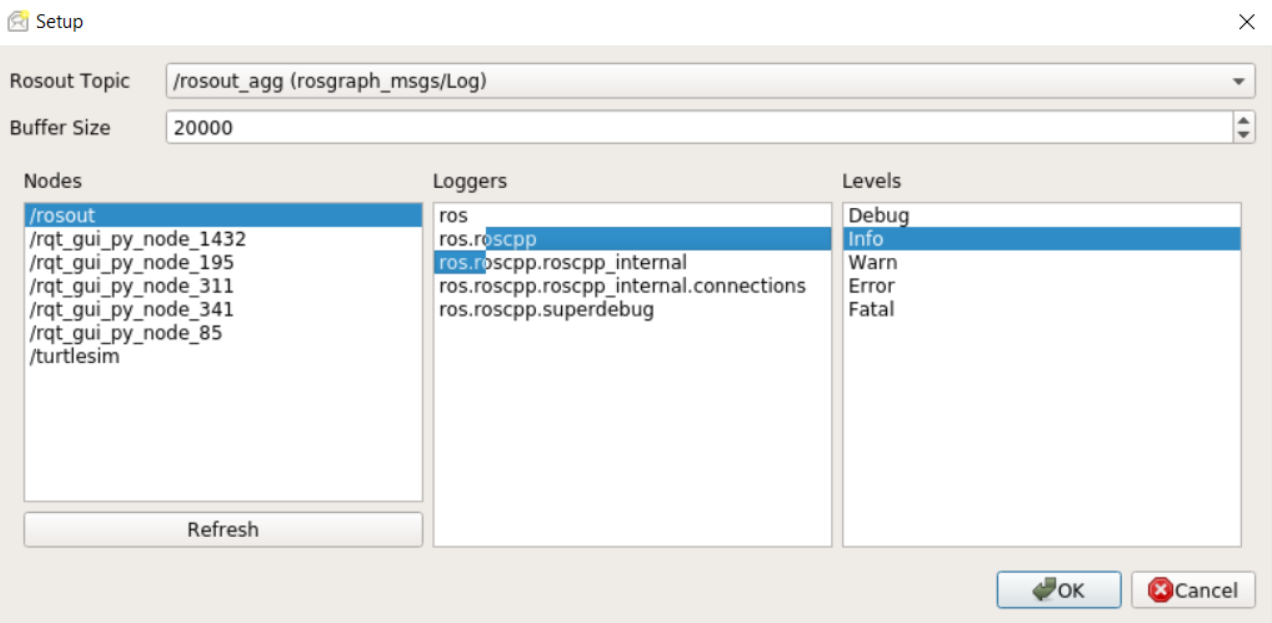 Setup
Rosout Topic
/rosout_agg (rosgraph_msgs/Log)
Buffer Size
20000
Nodes
/rosout
/rqt_gui_py_node_1432
/rqt_gui_py_node_195
/rqt_gui_py_node_311
/rqt_gui_py_node_341
/rqt_gui_py_node_85
/turtlesim
Refresh
Loggers
ros
ros.roscpp
ros.roscpp.roscpp_internal
ros.roscpp.roscpp_internal.connections
ros.roscpp.superdebug
Levels
Debug
Info
Warn
Error
Fatal
OK
Cancel